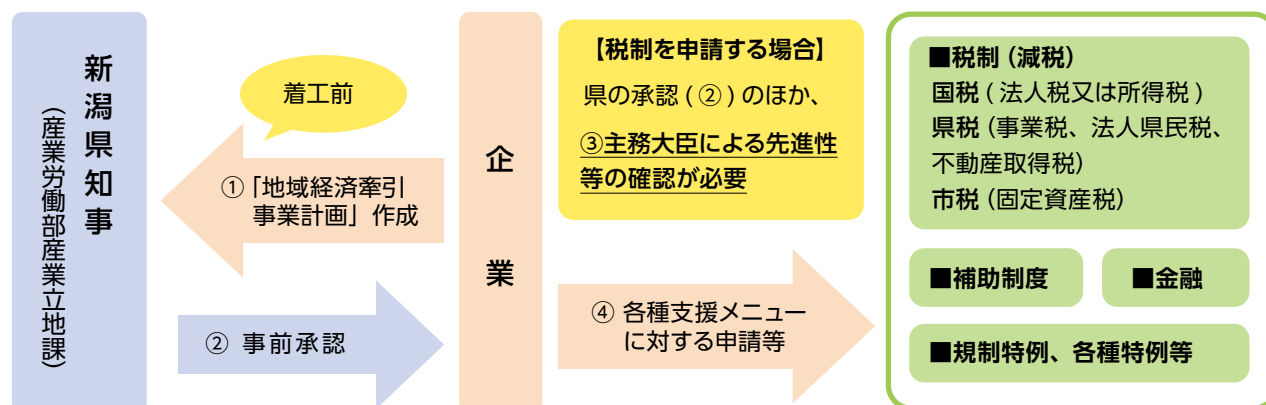 新潟県知事
（産業労働部産業立地課）
着工前
①「地域経済牽引
事業計画」作成
② 事前承認
企業
【税制を申請する場合】
県の承認 ( ② ) のほか、
③主務大臣による先進性
等の確認が必要
④ 各種支援メニュー
に対する申請等
■税制 (減税)
国税 ( 法人税又は所得税 )
県税 (事業税、法人県民税、
不動産取得税)
市税 (固定資産税)
■補助制度
■金融
■規制特例、各種特例等